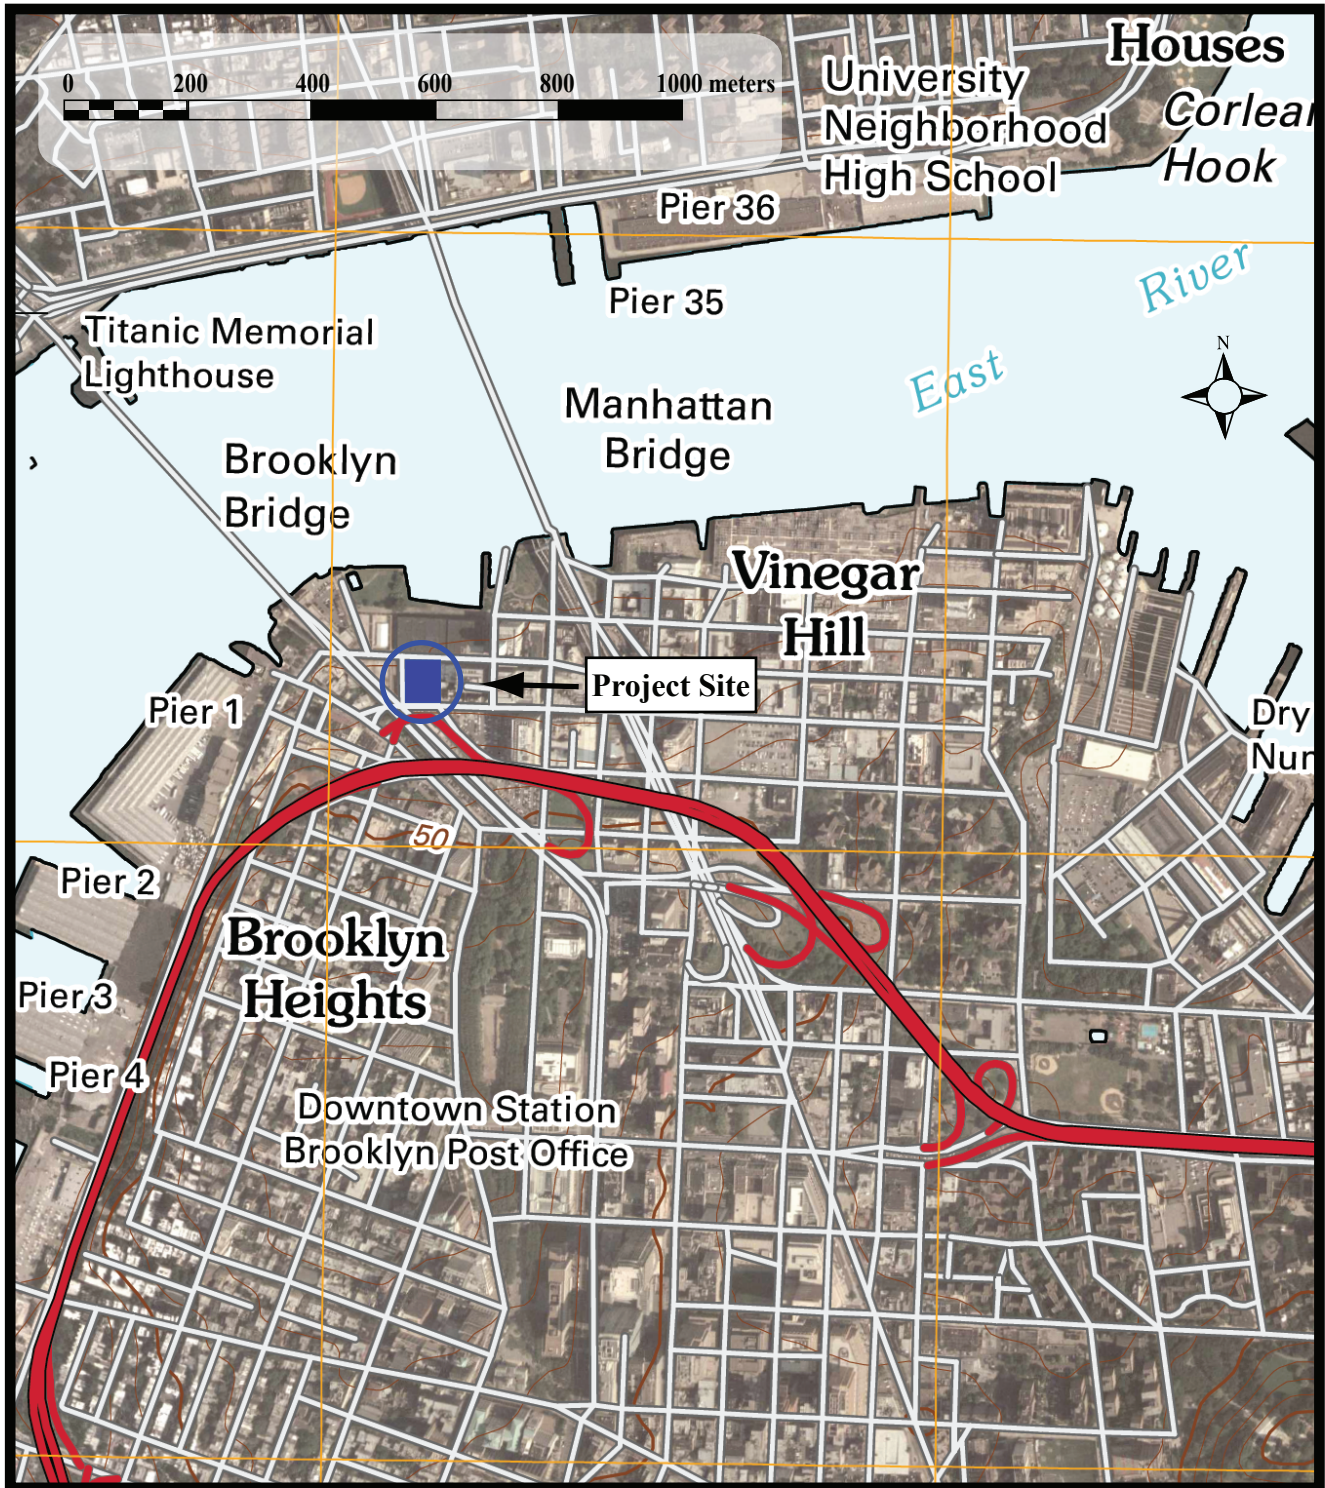 Houses
0 200 400 600 800 1000 meters
University
Neighborhood
High School
Corlear
Hook
Pier 36
River
Pier 35
Titanic Memorial
Lighthouse
N
East
Manhattan
Bridge
Brooklyn
Bridge
Vinegar
Hill
Project Site
Pier 1
Dry
Nur
50
Pier 2
Brooklyn
Heights
Pier 3
Pier 4
Downtown Station
Brooklyn Post Office